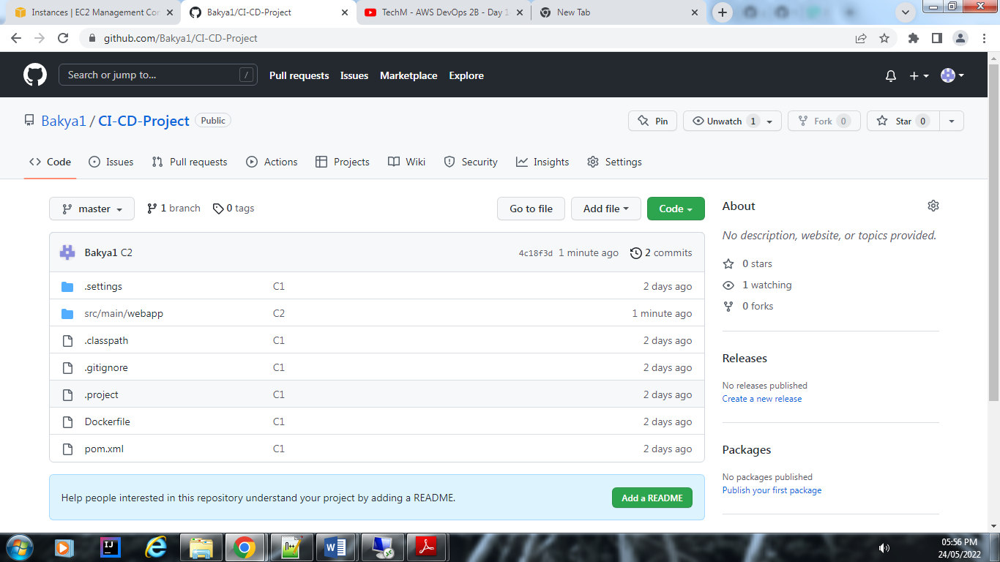 Instances | EC2 Management Con
Bakya1/CI-CD-Project
TechM - AWS DevOps 2B - Day 1
New Tab
github.com/Bakya1/CI-CD-Project
Search or jump to... /
Pull requests Issues Marketplace Explore
Bakya1 / CI-CD-Project Public
Pin Unwatch 1 Fork 0 Star 0
Code Issues Pull requests Actions Projects Wiki Security Insights Settings
master 1 branch 0 tags Go to file Add file Code
Bakya1 C2 4c18f3d 1 minute ago 2 commits
.settings C1 2 days ago
src/main/webapp C2 1 minute ago
.classpath C1 2 days ago
.gitignore C1 2 days ago
.project C1 2 days ago
Dockerfile C1 2 days ago
pom.xml C1 2 days ago
Help people interested in this repository understand your project by adding a README. Add a README
About
No description, website, or topics provided.
0 stars
1 watching
0 forks
Releases
No releases published
Create a new release
Packages
No packages published
Publish your first package
05:56 PM
24/05/2022